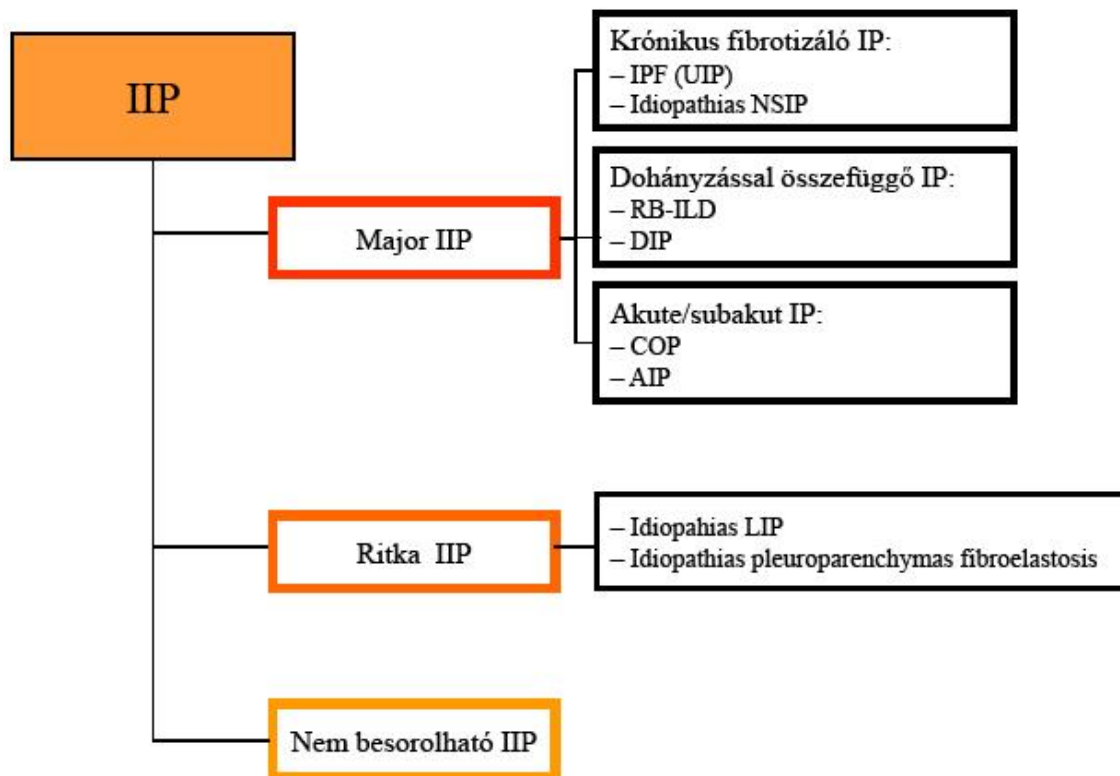 IIP
Major IIP
Krónikus fibrotizáló IP:
– IPF (UIP)
– Idiopathias NSIP
Dohányzással összefüggő IP:
– RB-ILD
– DIP
Akute/subakut IP:
– COP
– AIP
Ritka IIP
– Idiopahias LIP
– Idiopathias pleuroparenchymas fibroelastosis
Nem besorolható IIP